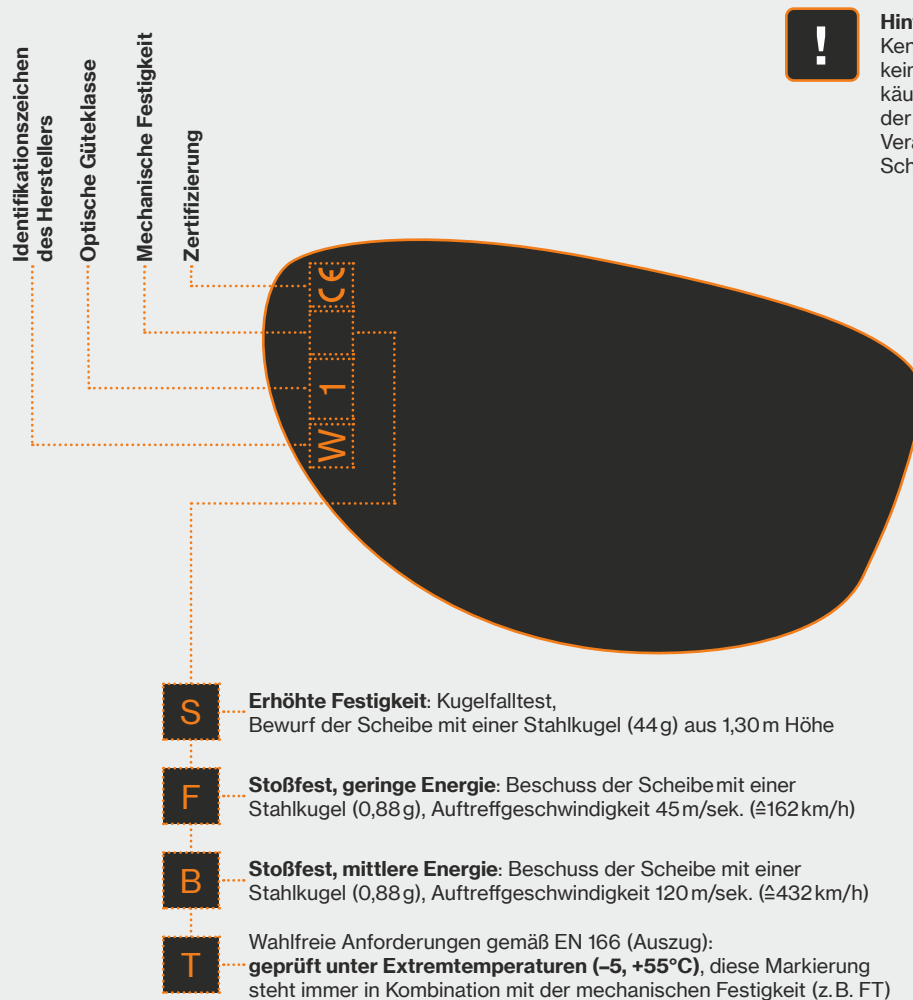 Identifikationszeichen
des Herstellers
Optische Güteklasse
Mechanische Festigkeit
Zertifizierung
!
CE
1
W
S
Erhöhte Festigkeit: Kugelfalltest,
Bewurf der Scheibe mit einer Stahlkugel (44 g) aus 1,30 m Höhe
F
Stoßfest, geringe Energie: Beschuss der Scheibe mit einer
Stahlkugel (0,88 g), Auftreffgeschwindigkeit 45 m/sek. (≙162 km/h)
B
Stoßfest, mittlere Energie: Beschuss der Scheibe mit einer
Stahlkugel (0,88 g), Auftreffgeschwindigkeit 120 m/sek. (≙432 km/h)
T
Wahlfreie Anforderungen gemäß EN 166 (Auszug):
geprüft unter Extremtemperaturen (–5, +55°C), diese Markierung
steht immer in Kombination mit der mechanischen Festigkeit (z. B. FT)
der